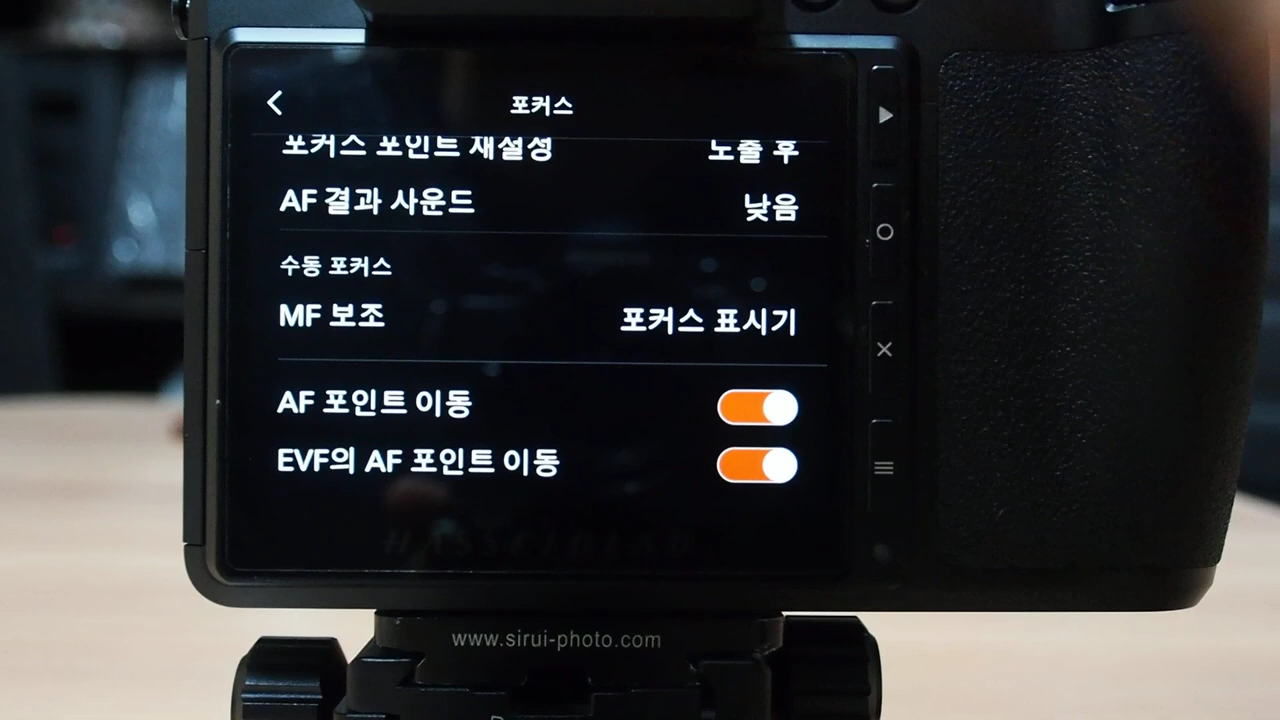 포커스
포커스 포인트 재설정 노출 후
AF 결과 사운드 낮음
수동 포커스
MF 보조 포커스 표시기
AF 포인트 이동
EVF의 AF 포인트 이동
HASSELBLAD
www.sirui-photo.com